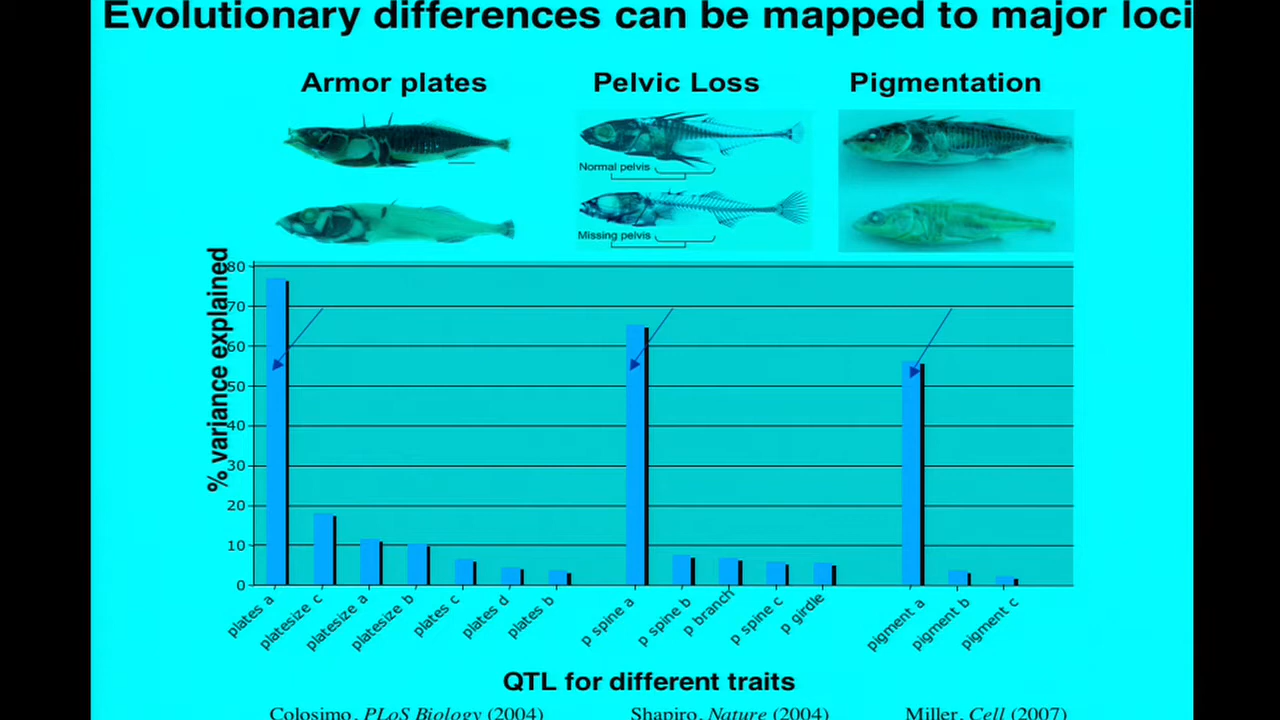 Evolutionary differences can be mapped to major loci
Armor plates
Pelvic Loss
Pigmentation
Normal pelvis
Missing pelvis
% variance explained
80
70
60
50
40
30
20
10
0
plates a
platesize c
platesize a
platesize b
plates c
plates d
plates b
p spine a
p spine b
p branch
p spine c
p girdle
pigment a
pigment b
pigment c
QTL for different traits
Colosimo, PLoS Biology (2004)
Shapiro, Nature (2004)
Miller, Cell (2007)